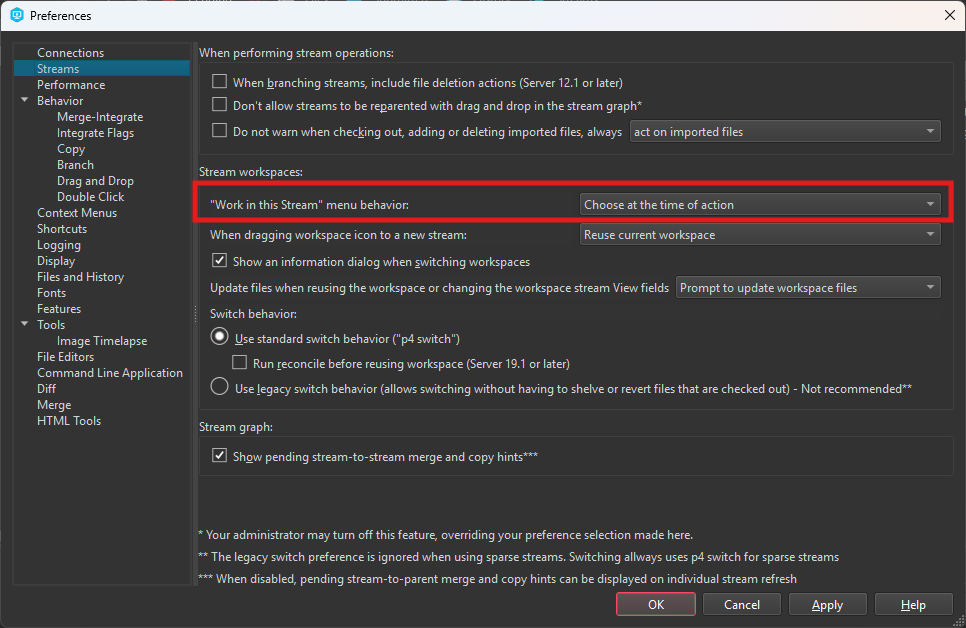 Preferences
Connections
Streams
Performance
Behavior
Merge-Integrate
Integrate Flags
Copy
Branch
Drag and Drop
Double Click
Context Menus
Shortcuts
Logging
Display
Files and History
Fonts
Features
Tools
Image Timelapse
File Editors
Command Line Application
Diff
Merge
HTML Tools
When performing stream operations:
When branching streams, include file deletion actions (Server 12.1 or later)
Don't allow streams to be reparented with drag and drop in the stream graph*
Do not warn when checking out, adding or deleting imported files, always act on imported files
Stream workspaces:
"Work in this Stream" menu behavior: Choose at the time of action
When dragging workspace icon to a new stream: Reuse current workspace
Show an information dialog when switching workspaces
Update files when reusing the workspace or changing the workspace stream View fields Prompt to update workspace files
Switch behavior:
Use standard switch behavior ("p4 switch")
Run reconcile before reusing workspace (Server 19.1 or later)
Use legacy switch behavior (allows switching without having to shelve or revert files that are checked out) - Not recommended**
Stream graph:
Show pending stream-to-stream merge and copy hints***
* Your administrator may turn off this feature, overriding your preference selection made here.
** The legacy switch preference is ignored when using sparse streams. Switching allways uses p4 switch for sparse streams
*** When disabled, pending stream-to-parent merge and copy hints can be displayed on individual stream refresh
OK Cancel Apply Help